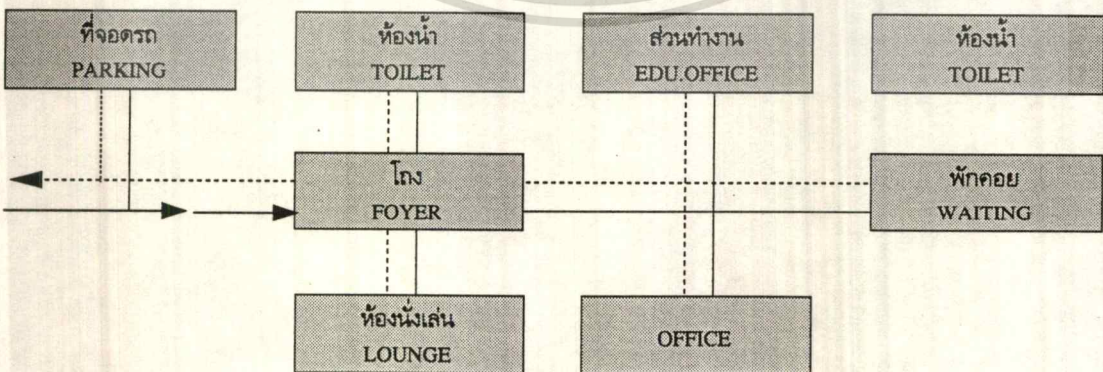 ที่จอดรถ
PARKING
ห้องน้ำ
TOILET
ส่วนทำงาน
EDU.OFFICE
ห้องน้ำ
TOILET
โถง
FOYER
พักคอย
WAITING
ห้องนั่งเล่น
LOUNGE
OFFICE